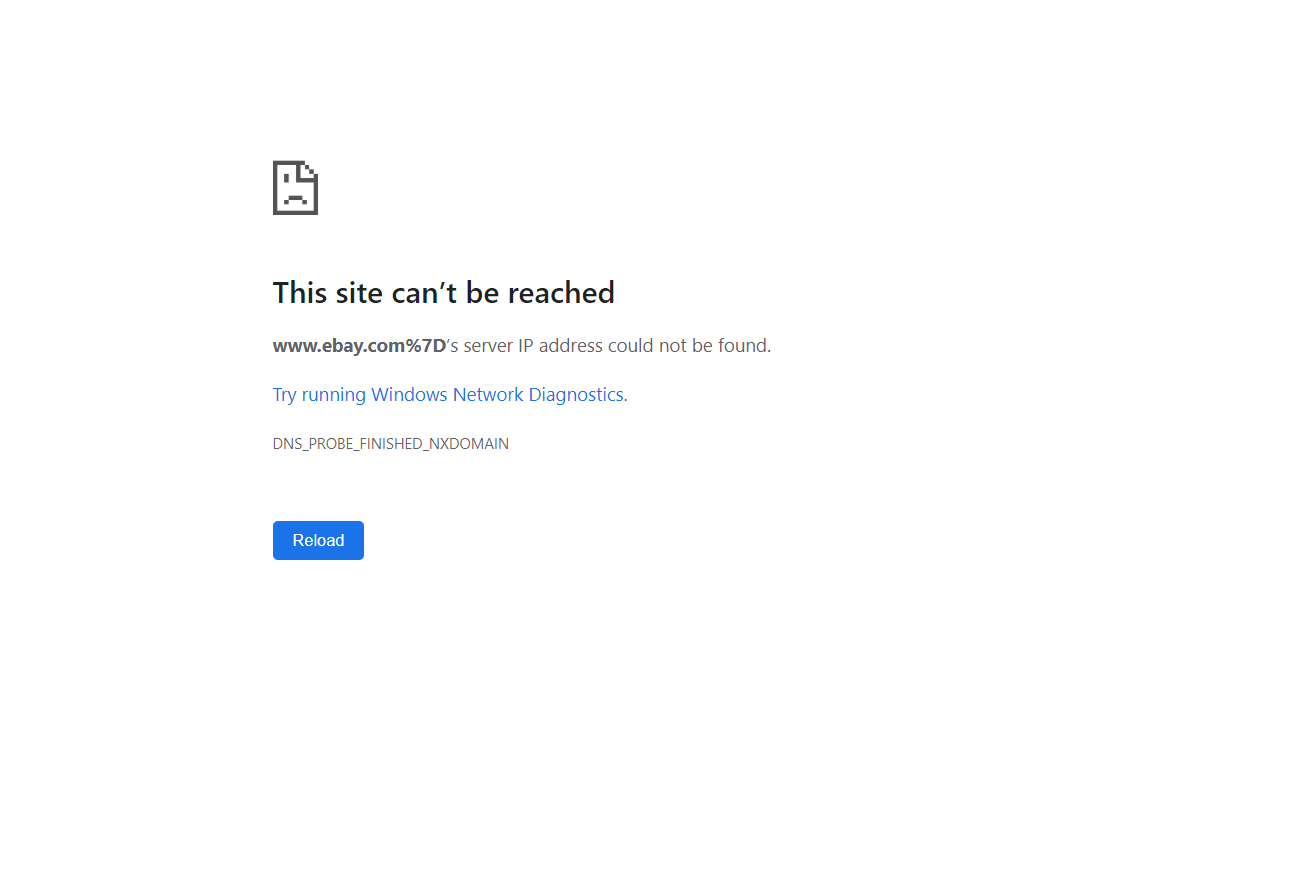 This site can’t be reached
www.ebay.com%7D’s server IP address could not be found.
Try running Windows Network Diagnostics.
DNS_PROBE_FINISHED_NXDOMAIN
Reload